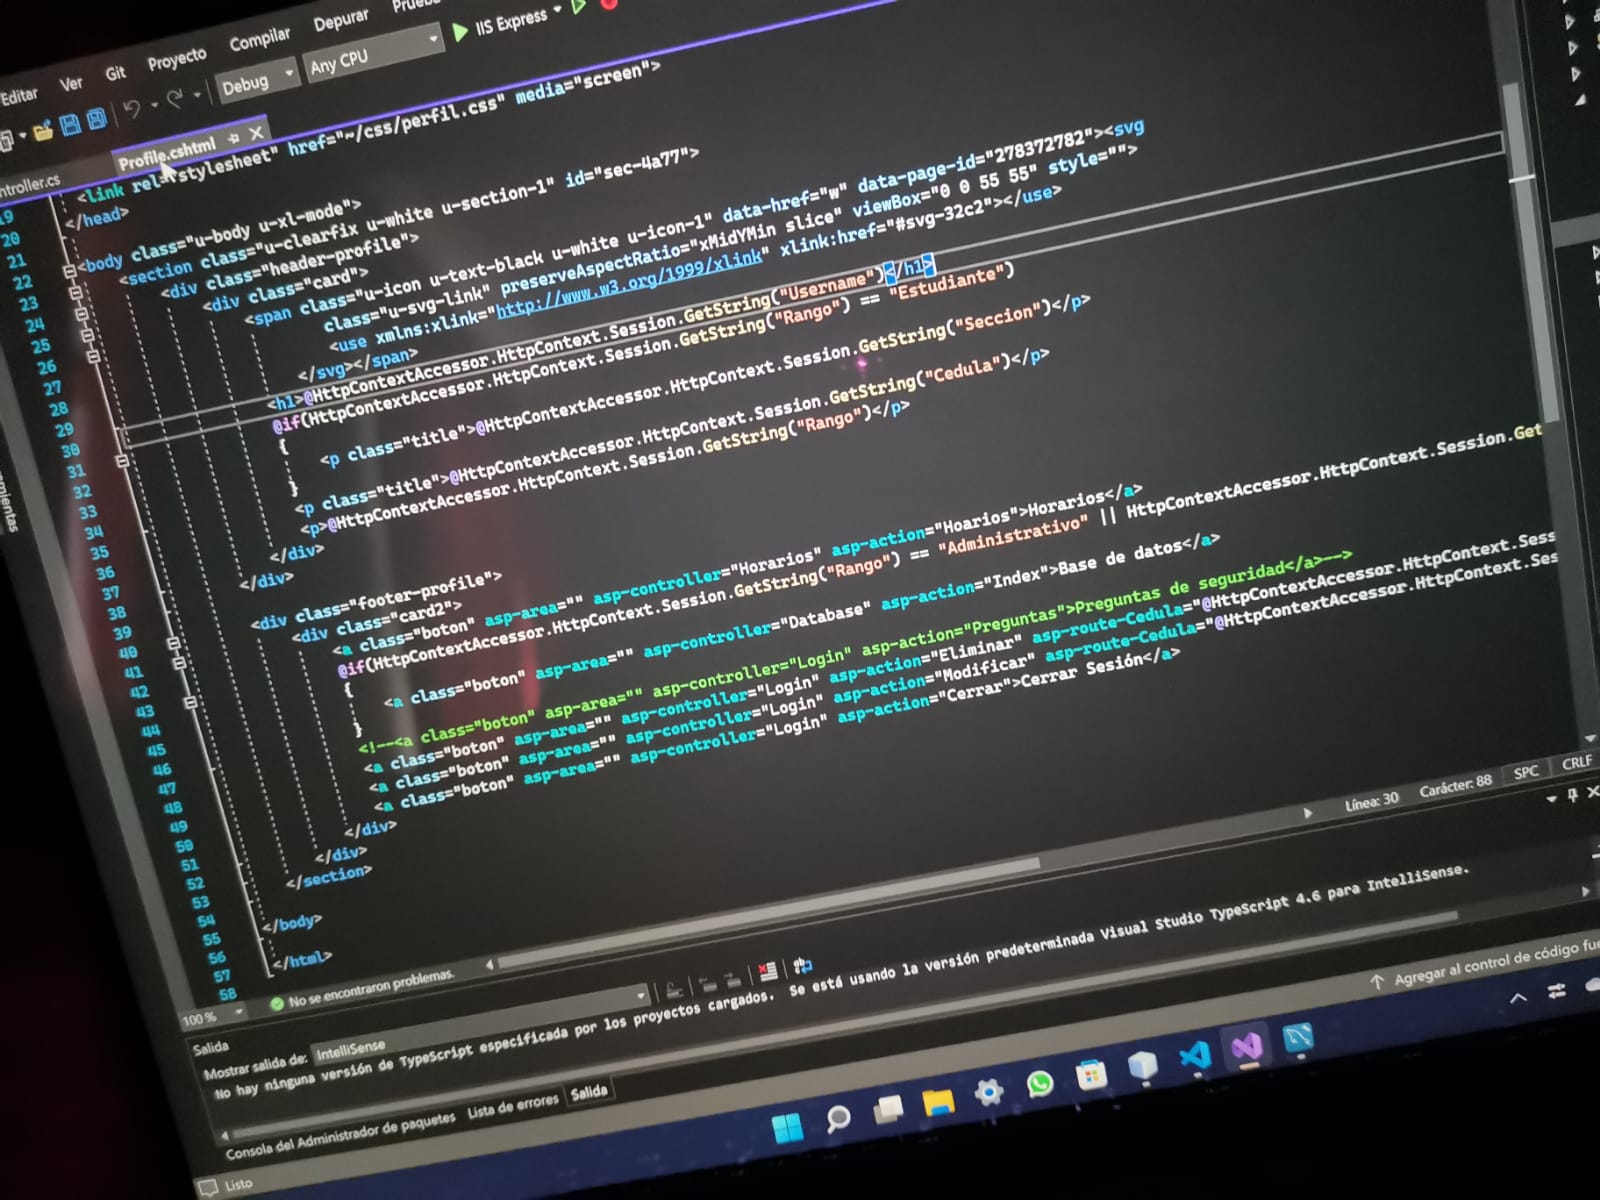 Editar Ver Git Proyecto Compilar Depurar
Debug Any CPU IIS Express
ntroller.cs Profile.cshtml
19 <link rel="stylesheet" href="~/css/perfil.css" media="screen">
20 </head>
21
22 <body class="u-body u-xl-mode">
23 <section class="u-clearfix u-white u-section-1" id="sec-4a77">
24 <div class="header-profile">
25 <div class="card">
26 <span class="u-icon u-text-black u-white u-icon-1" data-href="w" data-page-id="278372782"><svg
27 class="u-svg-link" preserveAspectRatio="xMidYMin slice" viewBox="0 0 55 55" style="">
28 <use xmlns:xlink="http://www.w3.org/1999/xlink" xlink:href="#svg-32c2"></use>
29 </svg></span>
30 <h1>@HttpContextAccessor.HttpContext.Session.GetString("Username")</h1>
31 @if(HttpContextAccessor.HttpContext.Session.GetString("Rango") == "Estudiante")
32 {
33 <p class="title">@HttpContextAccessor.HttpContext.Session.GetString("Seccion")</p>
34 }
35 <p class="title">@HttpContextAccessor.HttpContext.Session.GetString("Cedula")</p>
36 <p>@HttpContextAccessor.HttpContext.Session.GetString("Rango")</p>
37 </div>
38 </div>
39
40 <div class="footer-profile">
41 <div class="card2">
42 <a class="boton" asp-area="" asp-controller="Horarios" asp-action="Hoarios">Horarios</a>
43 @if(HttpContextAccessor.HttpContext.Session.GetString("Rango") == "Administrativo" || HttpContextAccessor.HttpContext.Session.Get
44 {
45 <a class="boton" asp-area="" asp-controller="Database" asp-action="Index">Base de datos</a>
46 }
47 <!--<a class="boton" asp-area="" asp-controller="Login" asp-action="Preguntas">Preguntas de seguridad</a>-->
48 <a class="boton" asp-area="" asp-controller="Login" asp-action="Eliminar" asp-route-Cedula="@HttpContextAccessor.HttpContext.Sess
49 <a class="boton" asp-area="" asp-controller="Login" asp-action="Modificar" asp-route-Cedula="@HttpContextAccessor.HttpContext.Ses
50 <a class="boton" asp-area="" asp-controller="Login" asp-action="Cerrar">Cerrar Sesión</a>
51 </div>
52 </div>
53 </section>
54
55 </body>
56
57 </html>
58
100 % No se encontraron problemas. Línea: 30 Carácter: 88 SPC CRLF
Salida
Mostrar salida de: IntelliSense
No hay ninguna versión de TypeScript especificada por los proyectos cargados. Se está usando la versión predeterminada Visual Studio TypeScript 4.6 para IntelliSense.
Consola del Administrador de paquetes Lista de errores Salida
Listo Agregar al control de código fue